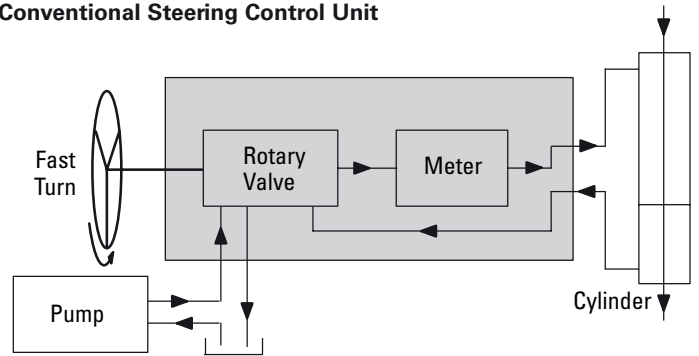 Conventional Steering Control Unit
Fast
Turn
Rotary
Valve
Meter
Pump
Cylinder